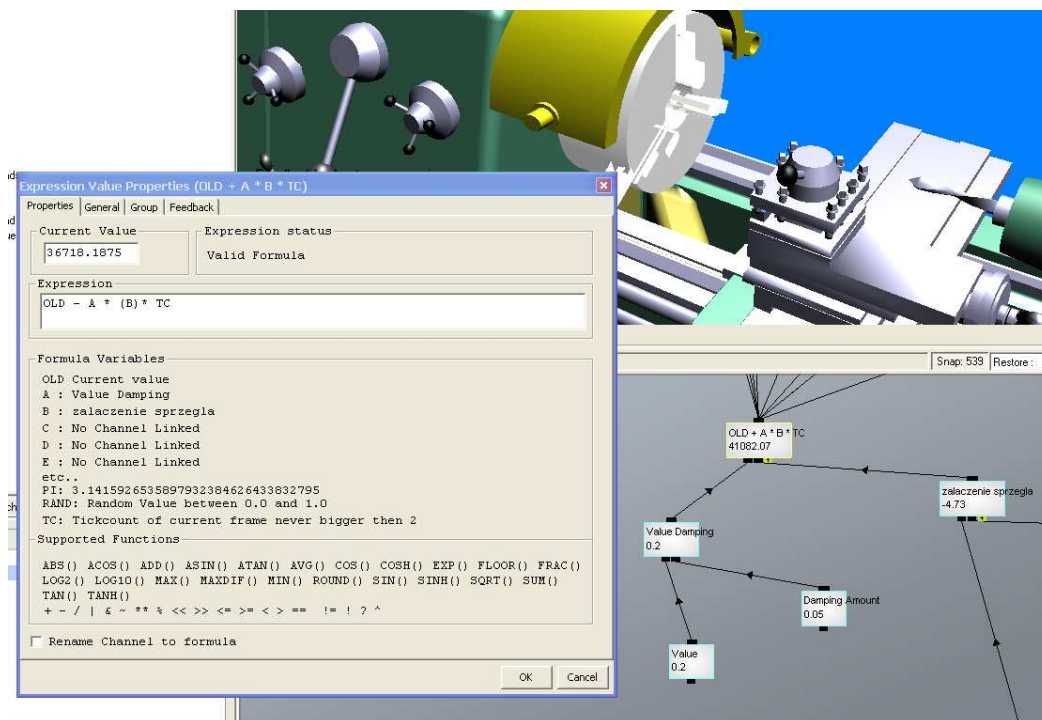 Expression Value Properties (OLD + A * B * TC)
Properties General Group Feedback
Current Value
36718.1875
Expression status
Valid Formula
Expression
OLD - A * (B)* TC
Formula Variables
OLD Current value
A : Value Damping
B : zalaczenie sprzegla
C : No Channel Linked
D : No Channel Linked
E : No Channel Linked
etc..
PI: 3.1415926535897932384626433832795
RAND: Random Value between 0.0 and 1.0
TC: Tickcount of current frame never bigger then 2
Supported Functions
ABS() ACOS() ADD() ASIN() ATAN() AVG() COS() COSH() EXP() FLOOR() FRAC()
LOG2() LOG10() MAX() MAXDIF() MIN() ROUND() SIN() SINH() SQRT() SUM()
TAN() TANH()
+ - / | & ~ ** % << >> <= >= < > == != ! ? ^
Rename Channel to formula
OK Cancel
Snap: 539 Restore :
OLD + A * B * TC
41082.07
zalaczenie sprzegla
-4.73
Value Damping
0.2
Damping Amount
0.05
Value
0.2